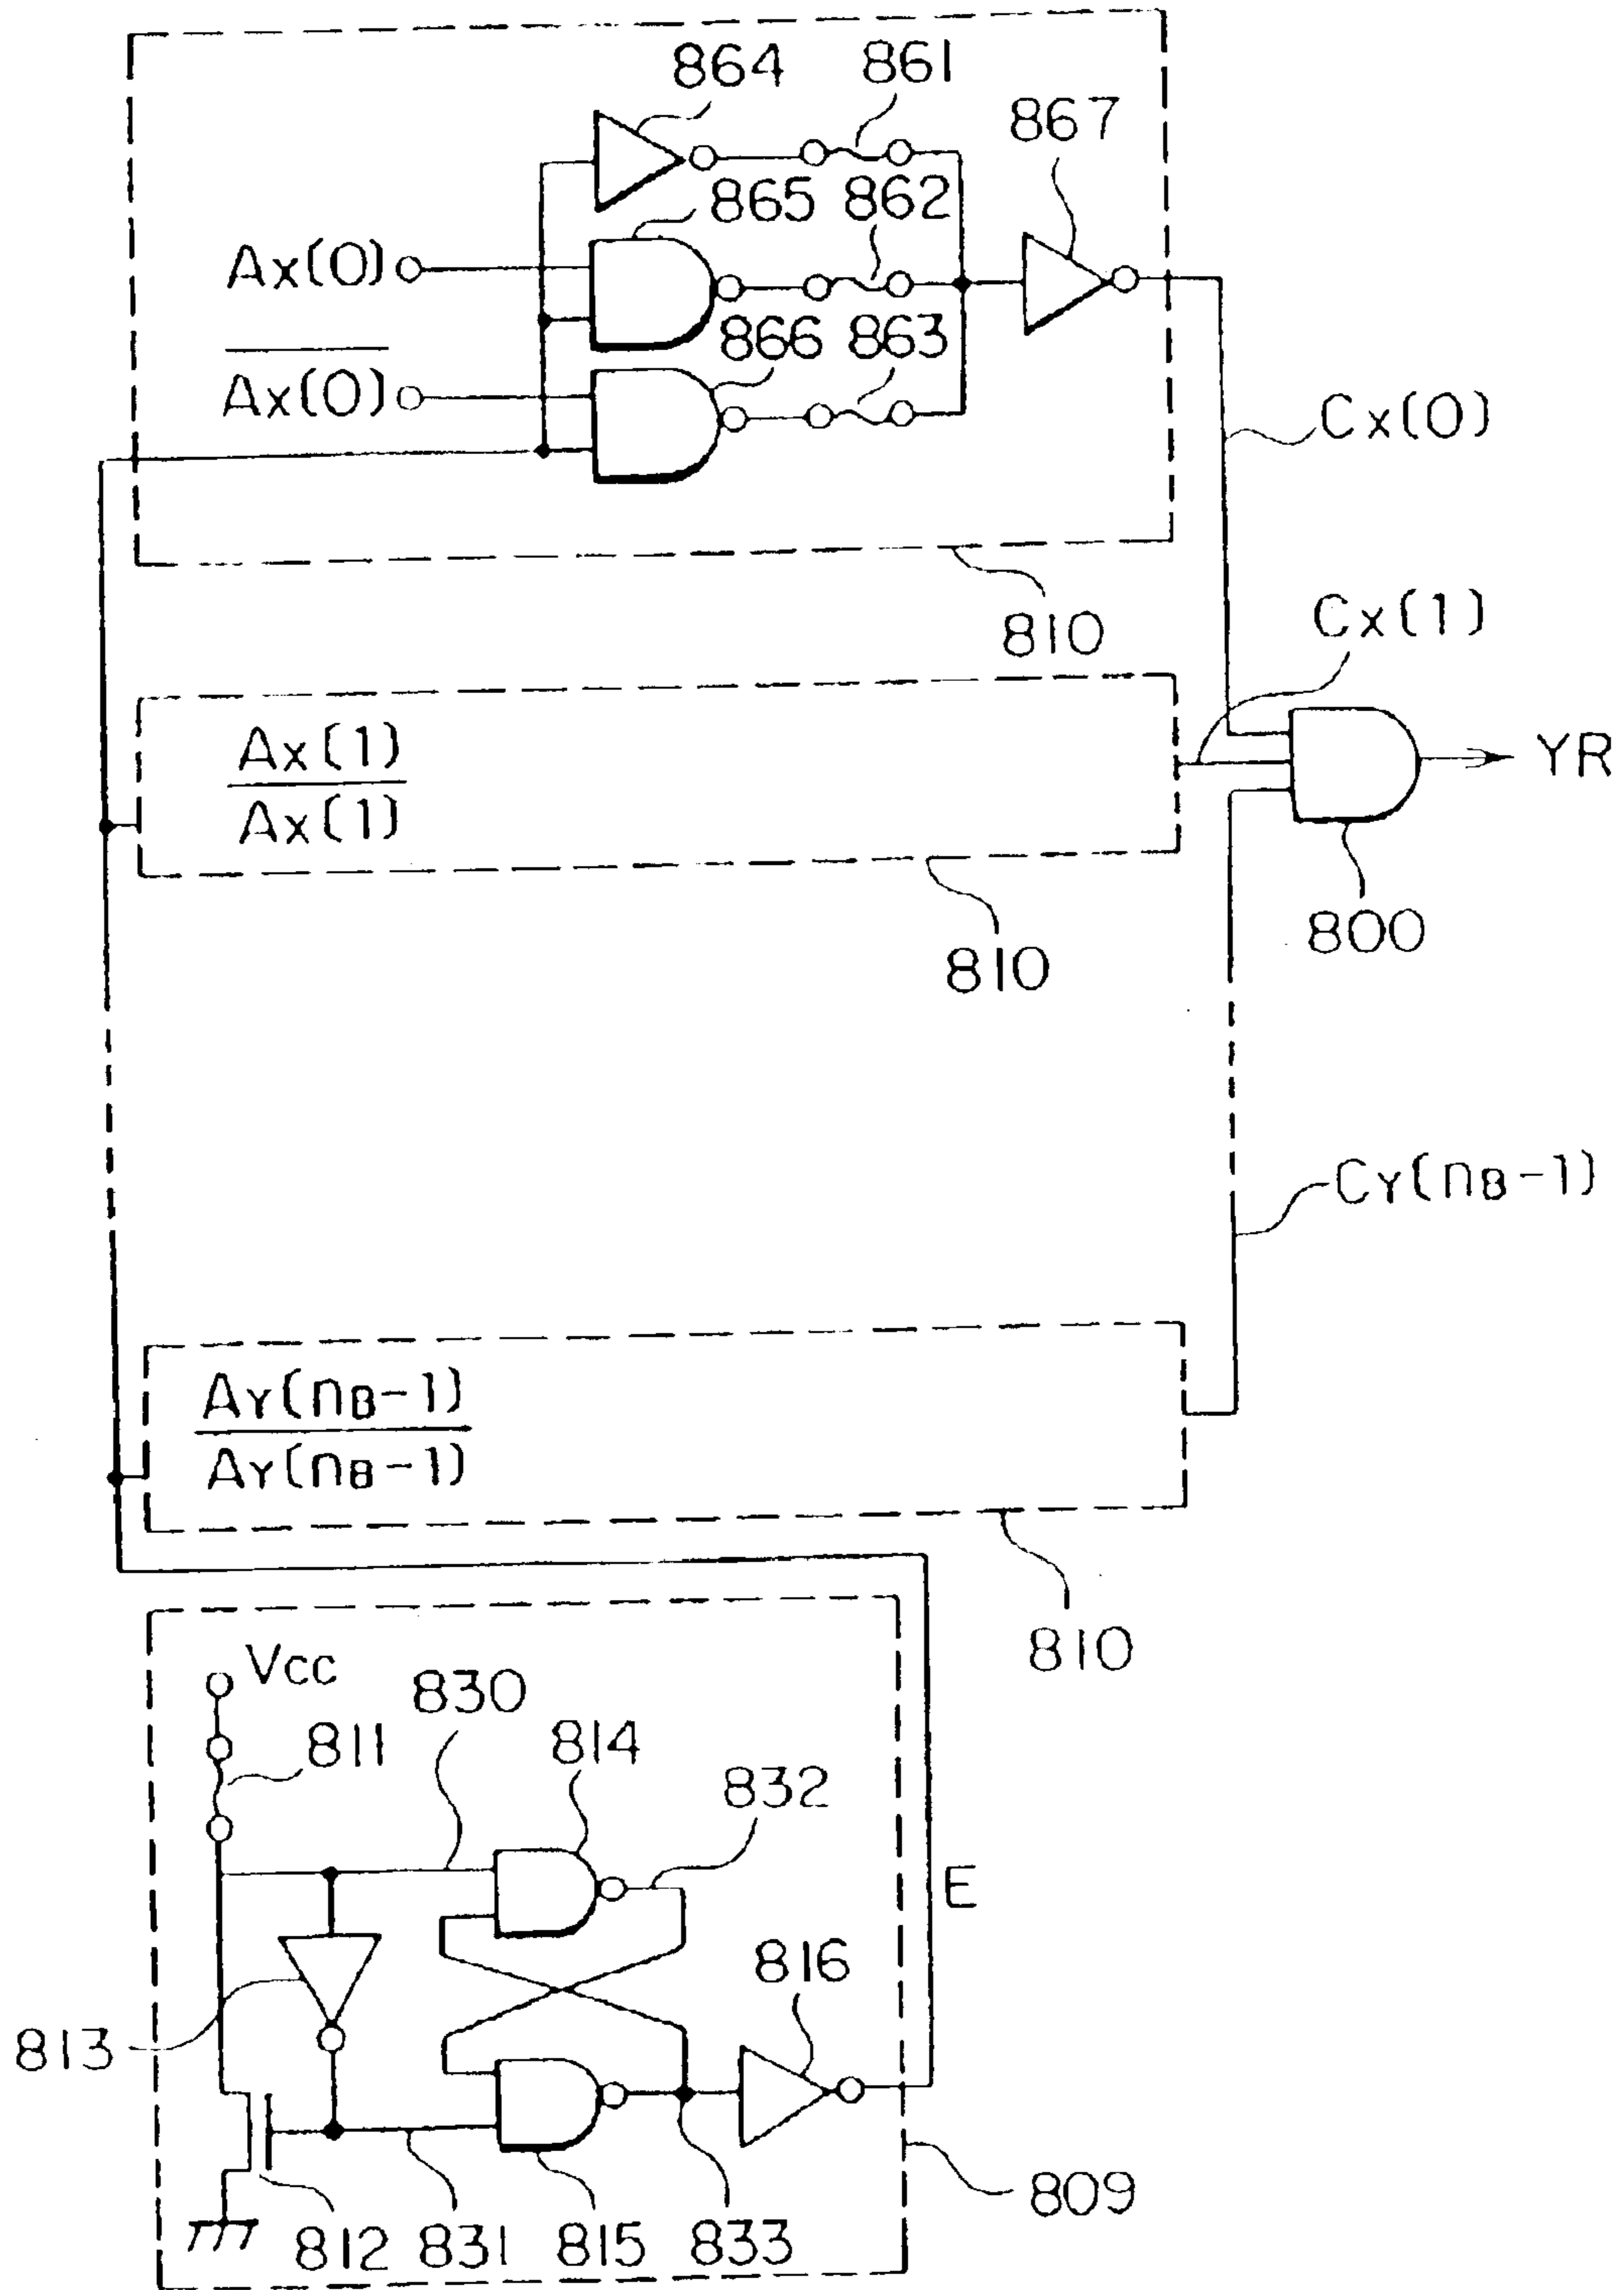 864
861
867
865
862
Ax(0)
866
863
Ax(0)
Cx(0)
810
Cx(1)
Ax(1)
Ax(1)
YR
800
810
CY(nB-1)
AY(nB-1)
AY(nB-1)
810
Vcc
830
811
814
832
E
816
813
809
812
831
815
833